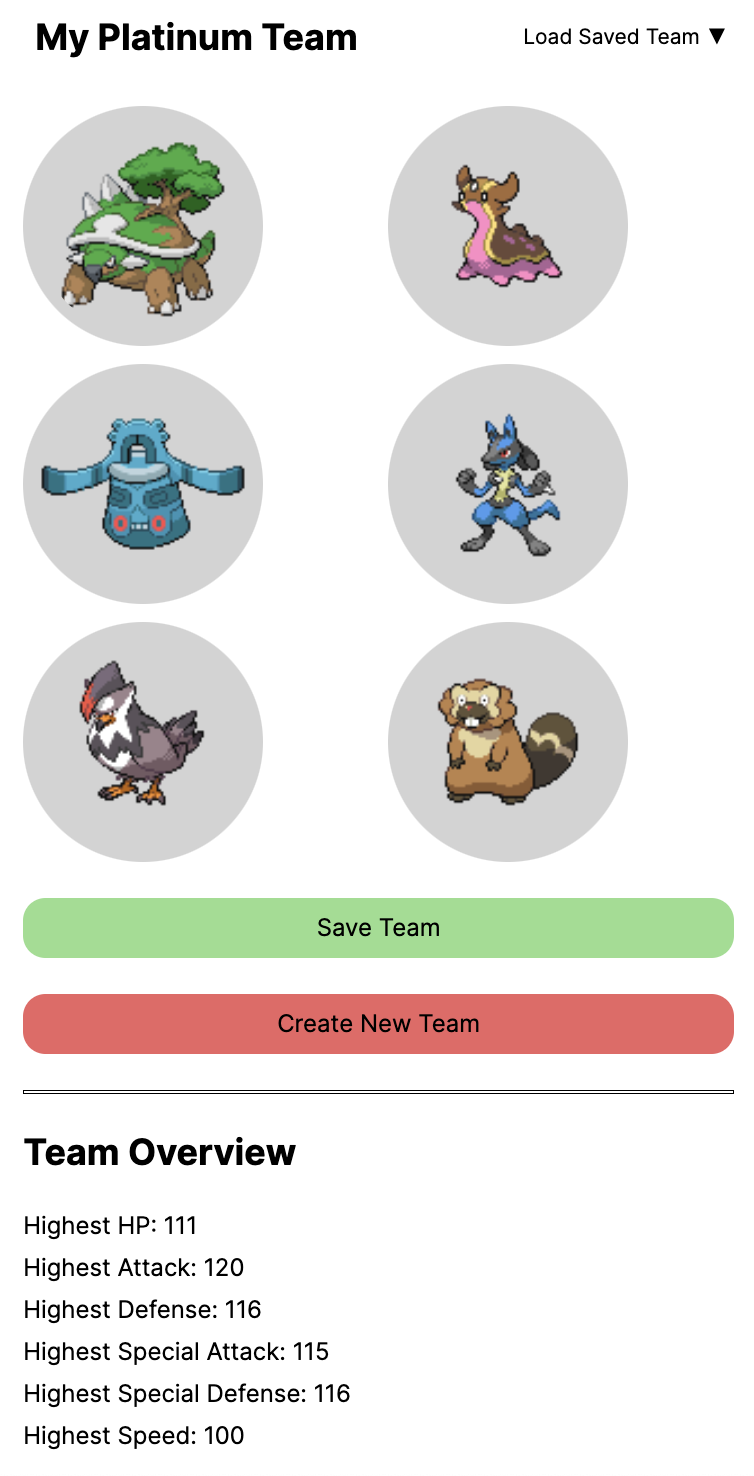 My Platinum Team
Load Saved Team ▼
Save Team
Create New Team
Team Overview
Highest HP: 111
Highest Attack: 120
Highest Defense: 116
Highest Special Attack: 115
Highest Special Defense: 116
Highest Speed: 100